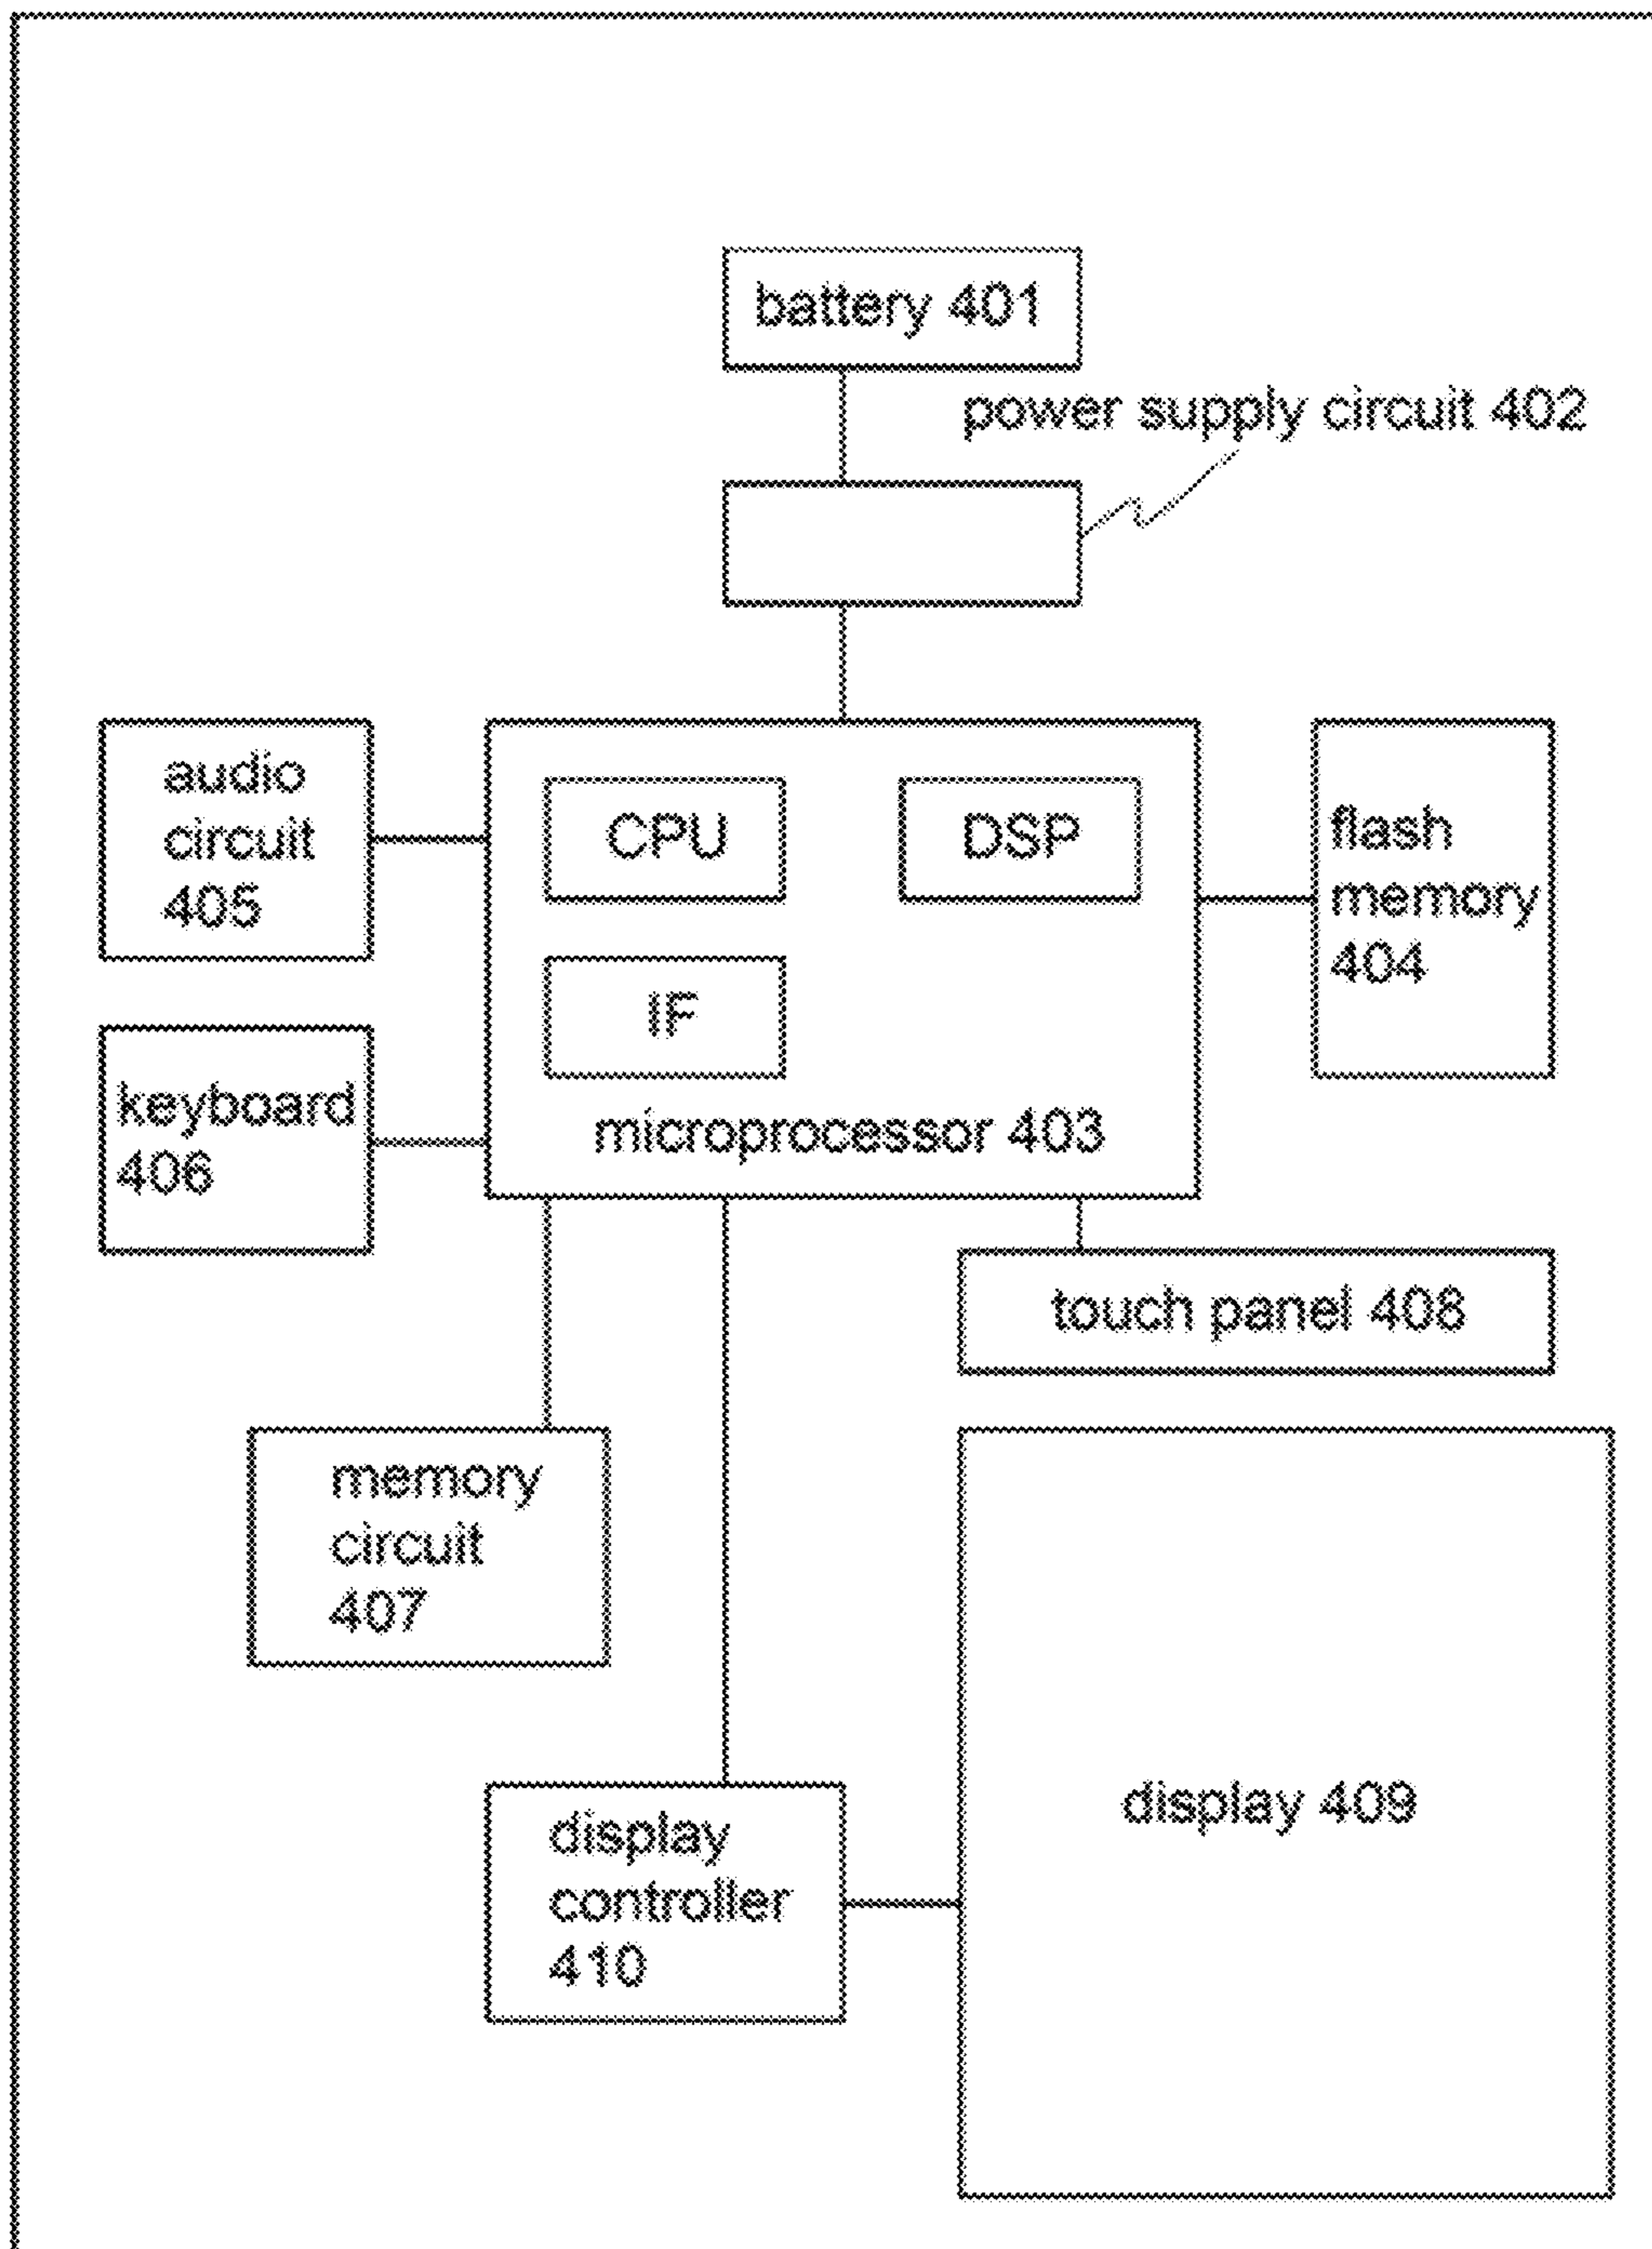 battery 401
power supply circuit 402
audio
circuit
405
CPU
DSP
flash
memory
404
IF
keyboard
406
microprocessor 403
touch panel 408
memory
circuit
407
display 409
display
controller
410